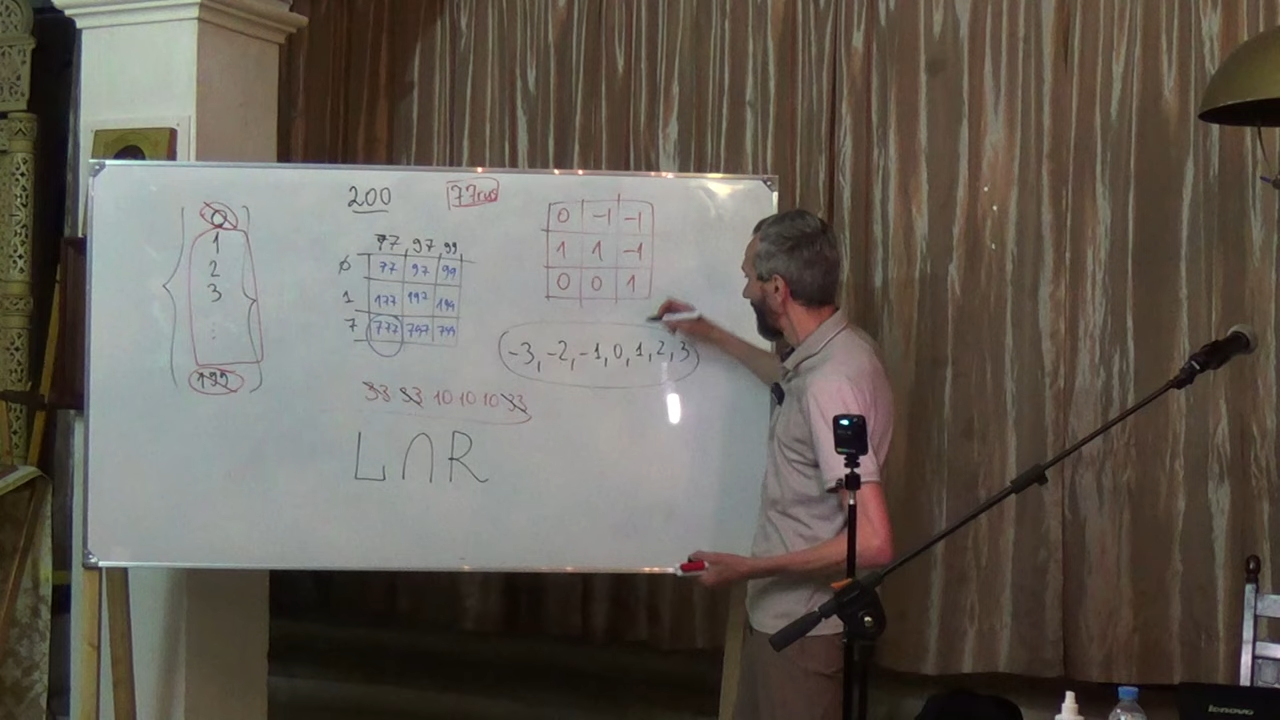 0
1
2
3
⋮
199
200
77rus
77 97 99
∅ 77 97 99
1 177 197 199
7 777 797 799
33 33 10 10 10 33
L∩R
0 -1 -1
1 1 -1
0 0 1
-3, -2, -1, 0, 1, 2, 3
lenovo